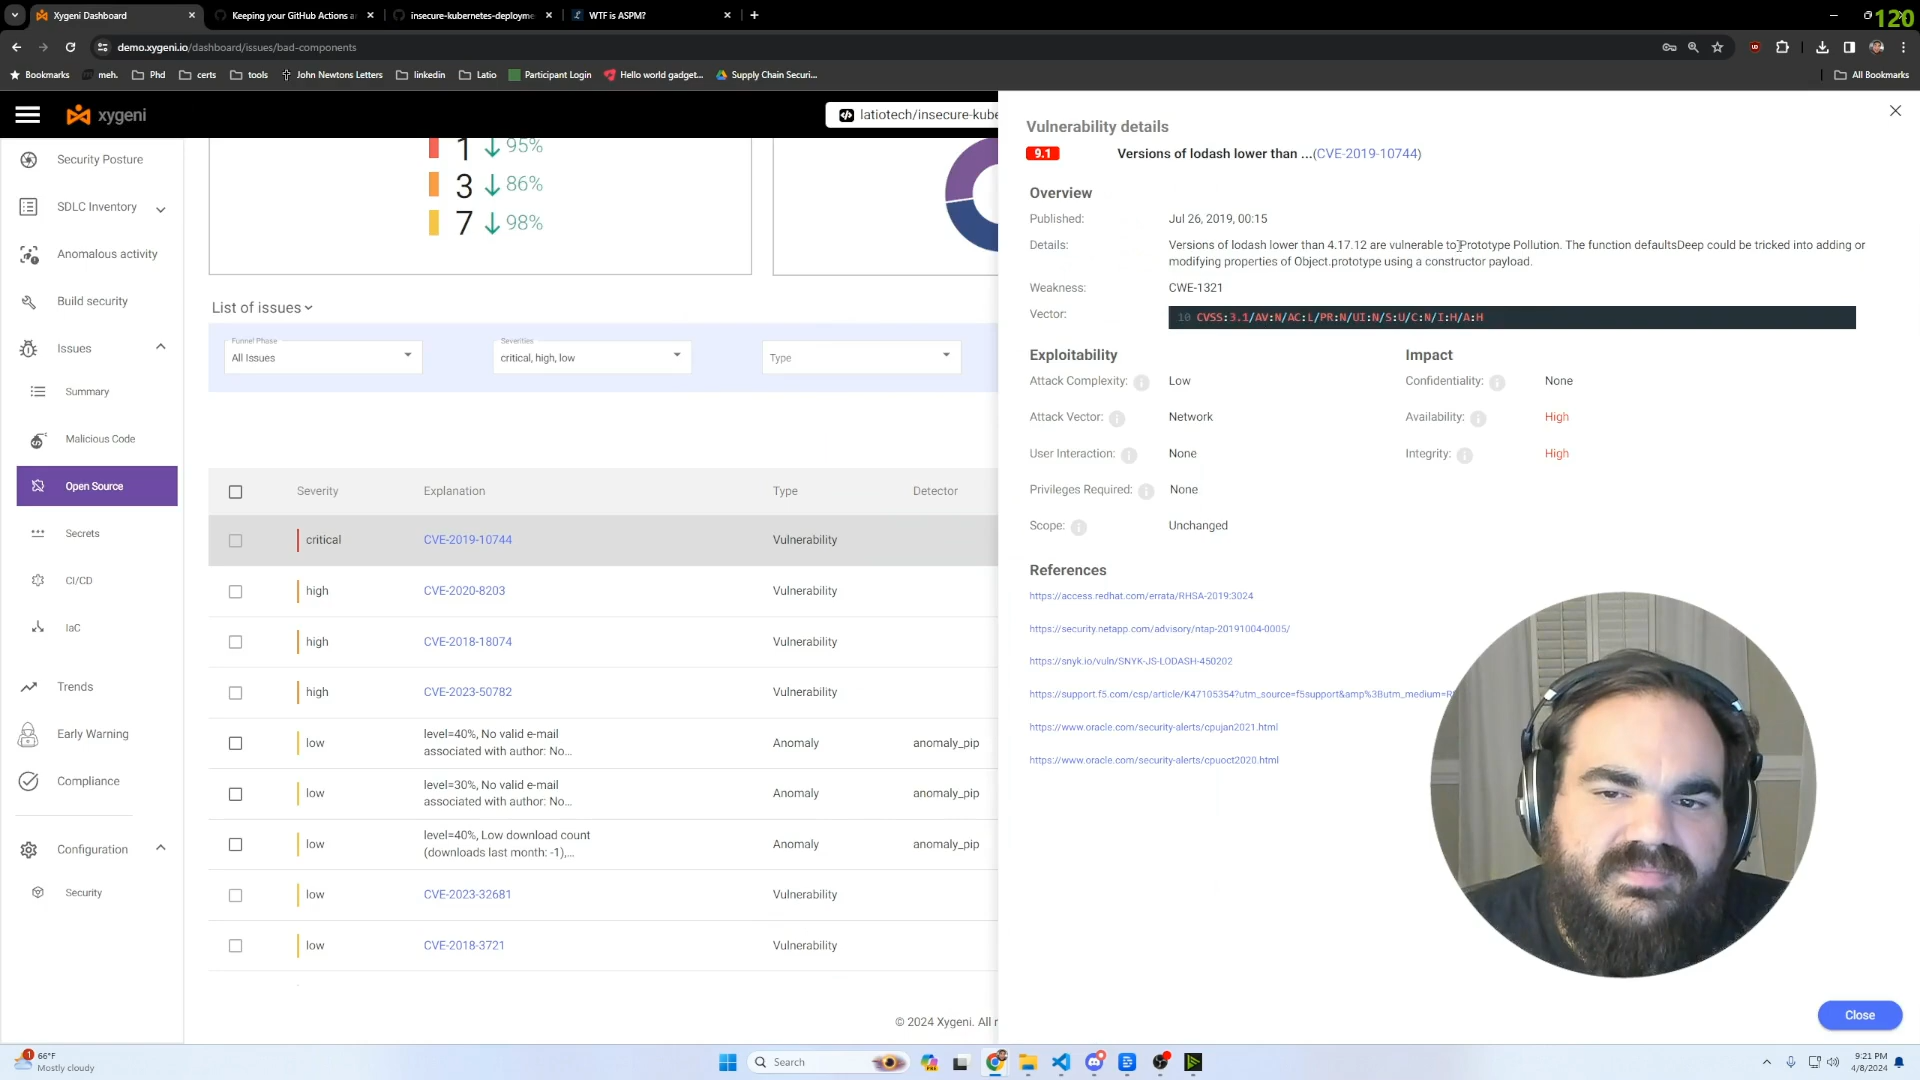 Xygeni Dashboard
Keeping your GitHub Actions a
insecure-kubernetes-deployme
WTF is ASPM?
120
demo.xygeni.io/dashboard/issues/bad-components
Bookmarks
meh.
Phd
certs
tools
John Newtons Letters
linkedin
Latio
Participant Login
Hello world gadget...
Supply Chain Securi...
All Bookmarks
xygeni
latiotech/insecure-kube
Security Posture
SDLC Inventory
Anomalous activity
Build security
Issues
Summary
Malicious Code
Open Source
Secrets
CI/CD
IaC
Trends
Early Warning
Compliance
Configuration
Security
1 95%
3 86%
7 98%
List of issues
Funnel Phase
All Issues
Severities
critical, high, low
Type
Severity Explanation Type Detector
critical CVE-2019-10744 Vulnerability
high CVE-2020-8203 Vulnerability
high CVE-2018-18074 Vulnerability
high CVE-2023-50782 Vulnerability
low level=40%, No valid e-mail associated with author: No... Anomaly anomaly_pip
low level=30%, No valid e-mail associated with author: No... Anomaly anomaly_pip
low level=40%, Low download count (downloads last month: -1),... Anomaly anomaly_pip
low CVE-2023-32681 Vulnerability
low CVE-2018-3721 Vulnerability
© 2024 Xygeni. All r
Vulnerability details
9.1 Versions of lodash lower than ...(CVE-2019-10744)
Overview
Published: Jul 26, 2019, 00:15
Details: Versions of lodash lower than 4.17.12 are vulnerable to Prototype Pollution. The function defaultsDeep could be tricked into adding or
modifying properties of Object.prototype using a constructor payload.
Weakness: CWE-1321
Vector: 10 CVSS:3.1/AV:N/AC:L/PR:N/UI:N/S:U/C:N/I:H/A:H
Exploitability
Attack Complexity: Low
Attack Vector: Network
User Interaction: None
Privileges Required: None
Scope: Unchanged
Impact
Confidentiality: None
Availability: High
Integrity: High
References
https://access.redhat.com/errata/RHSA-2019:3024
https://security.netapp.com/advisory/ntap-20191004-0005/
https://snyk.io/vuln/SNYK-JS-LODASH-450202
https://support.f5.com/csp/article/K47105354?utm_source=f5support&amp%3Butm_medium=R
https://www.oracle.com/security-alerts/cpujan2021.html
https://www.oracle.com/security-alerts/cpuoct2020.html
Close
1
66°F
Mostly cloudy
Search
9:21 PM
4/8/2024